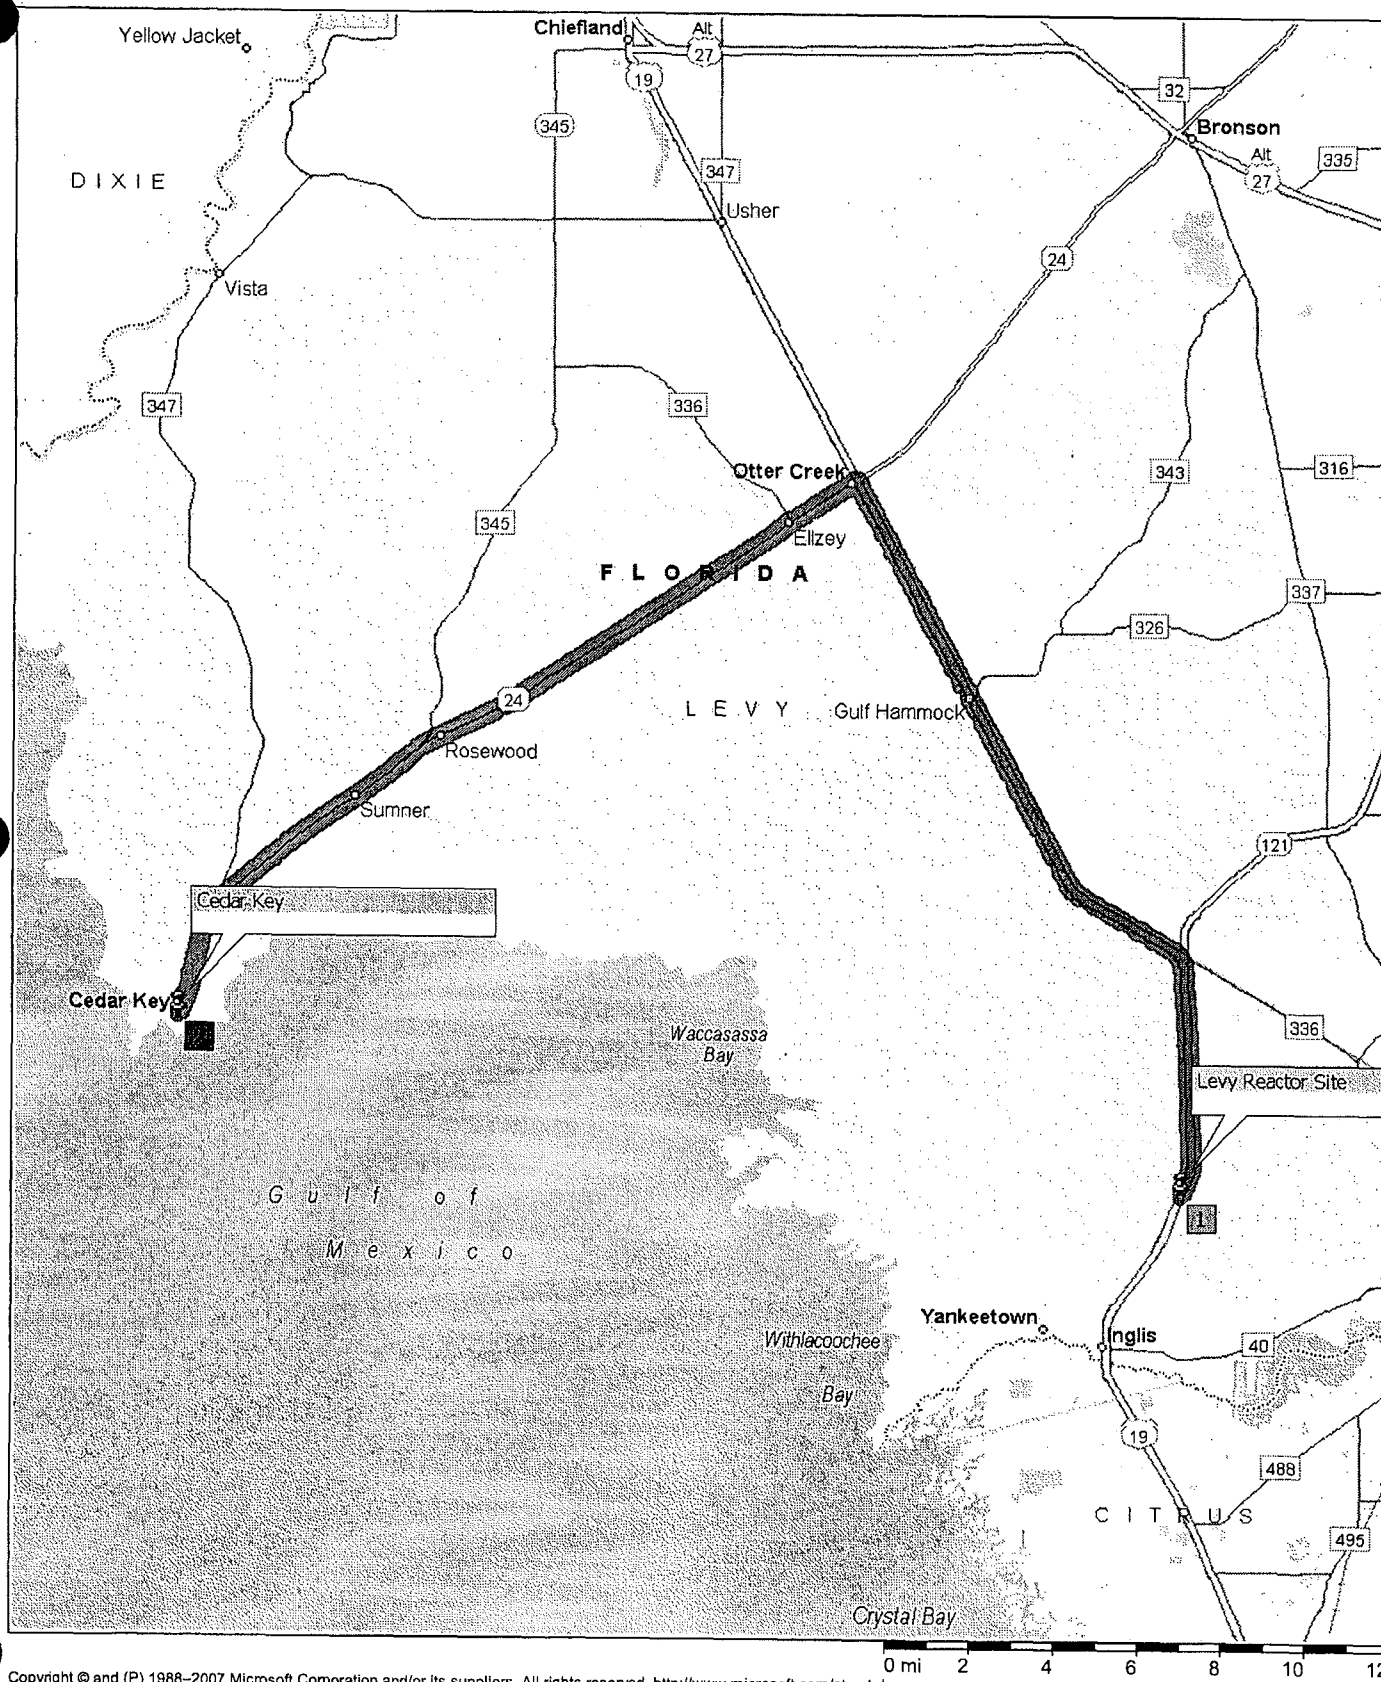 Yellow Jacket
Chiefland
Alt
27
19
32
Bronson
Alt
27
335
345
DIXIE
347
Usher
24
Vista
347
336
Otter Creek
343
316
345
Ellzey
FLORIDA
337
326
24
LEVY
Gulf Hammock
Rosewood
Sumner
121
Cedar Key
Cedar Key
Waccasassa
Bay
336
Levy Reactor Site
Gulf of
Mexico
1
Yankeetown
Inglis
40
Withlacoochee
Bay
19
488
CITRUS
495
Crystal Bay
0 mi 2 4 6 8 10 12
Copyright © and (P) 1988–2007 Microsoft Corporation and/or its suppliers. All rights reserved.